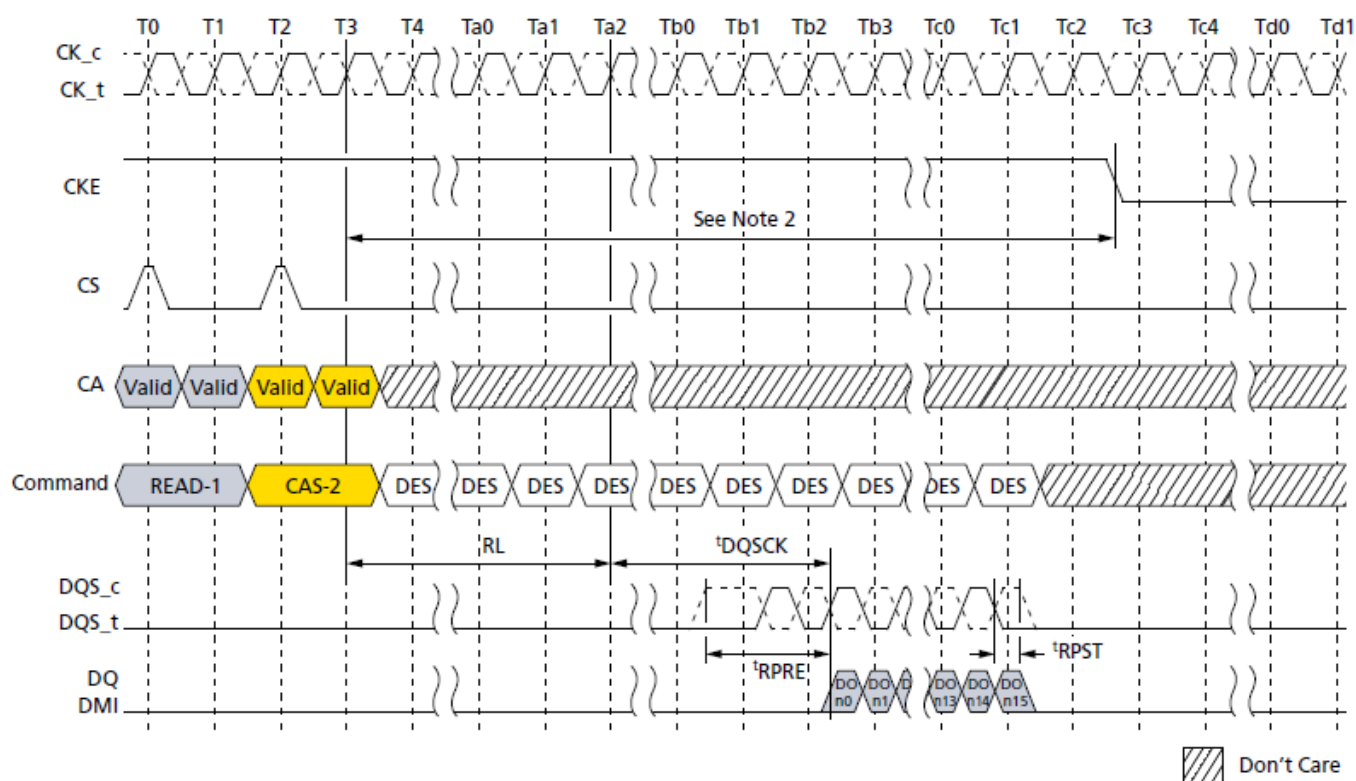 T0 T1 T2 T3 T4 Ta0 Ta1 Ta2 Tb0 Tb1 Tb2 Tb3 Tc0 Tc1 Tc2 Tc3 Tc4 Td0 Td1
CK_c
CK_t
CKE
See Note 2
CS
CA Valid Valid Valid Valid
Command READ-1 CAS-2 DES DES DES DES DES DES DES DES DES DES
RL tDQSCK
DQS_c
DQS_t
tRPRE tRPST
DQ
DMI
DO DO D DO DO DO
n0 n1 n13 n14 n15
Don't Care